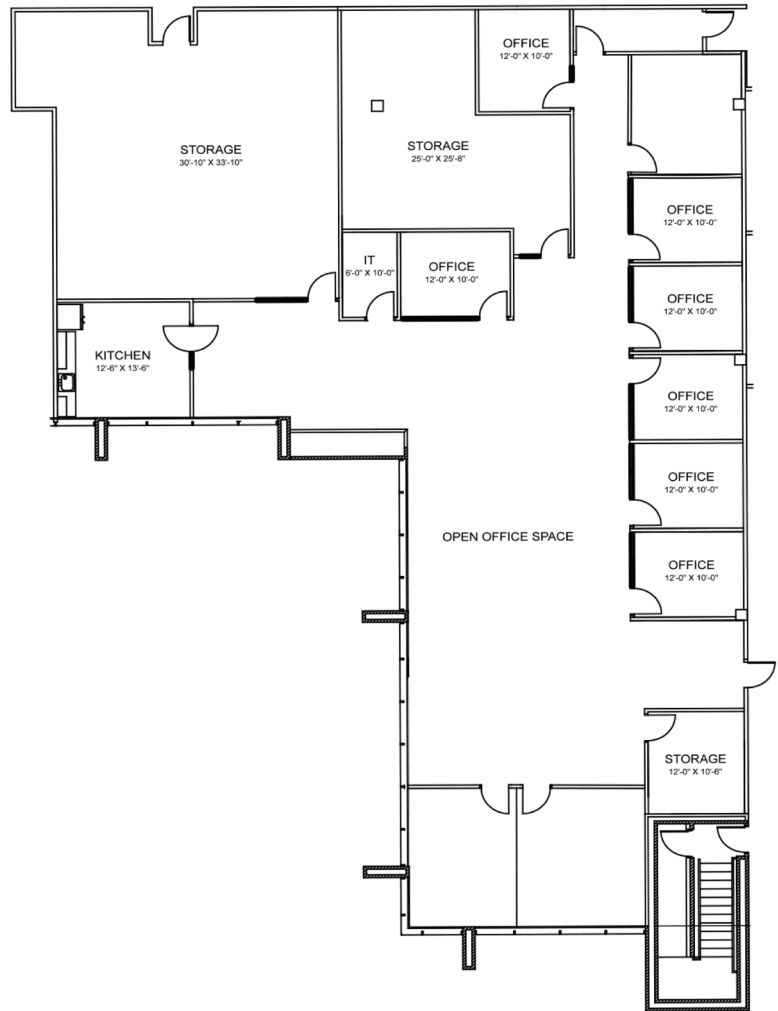 OFFICE
12'-0" X 10'-0"
STORAGE
30'-10" X 33'-10"
STORAGE
25'-0" X 25'-8"
OFFICE
12'-0" X 10'-0"
IT
6'-0" X 10'-0"
OFFICE
12'-0" X 10'-0"
OFFICE
12'-0" X 10'-0"
KITCHEN
12'-6" X 13'-6"
OFFICE
12'-0" X 10'-0"
OFFICE
12'-0" X 10'-0"
OPEN OFFICE SPACE
OFFICE
12'-0" X 10'-0"
STORAGE
12'-0" X 10'-6"